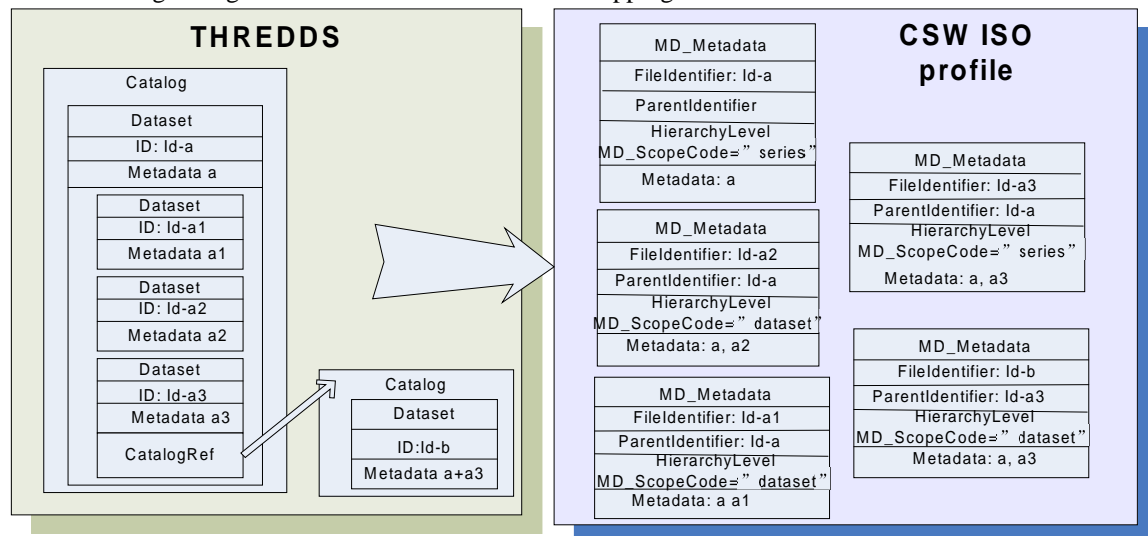 THREDDS
Catalog
Dataset
ID: Id-a
Metadata a
Dataset
ID: Id-a1
Metadata a1
Dataset
ID: Id-a2
Metadata a2
Dataset
ID: Id-a3
Metadata a3
CatalogRef
Catalog
Dataset
ID:Id-b
Metadata a+a3
CSW ISO
profile
MD_Metadata
FileIdentifier: Id-a
ParentIdentifier
HierarchyLevel
MD_ScopeCode=” series”
Metadata: a
MD_Metadata
FileIdentifier: Id-a2
ParentIdentifier: Id-a
HierarchyLevel
MD_ScopeCode=” dataset”
Metadata: a, a2
MD_Metadata
FileIdentifier: Id-a1
ParentIdentifier: Id-a
HierarchyLevel
MD_ScopeCode=” dataset”
Metadata: a a1
MD_Metadata
FileIdentifier: Id-a3
ParentIdentifier: Id-a
HierarchyLevel
MD_ScopeCode=” series”
Metadata: a, a3
MD_Metadata
FileIdentifier: Id-b
ParentIdentifier: Id-a3
HierarchyLevel
MD_ScopeCode=” dataset”
Metadata: a, a3